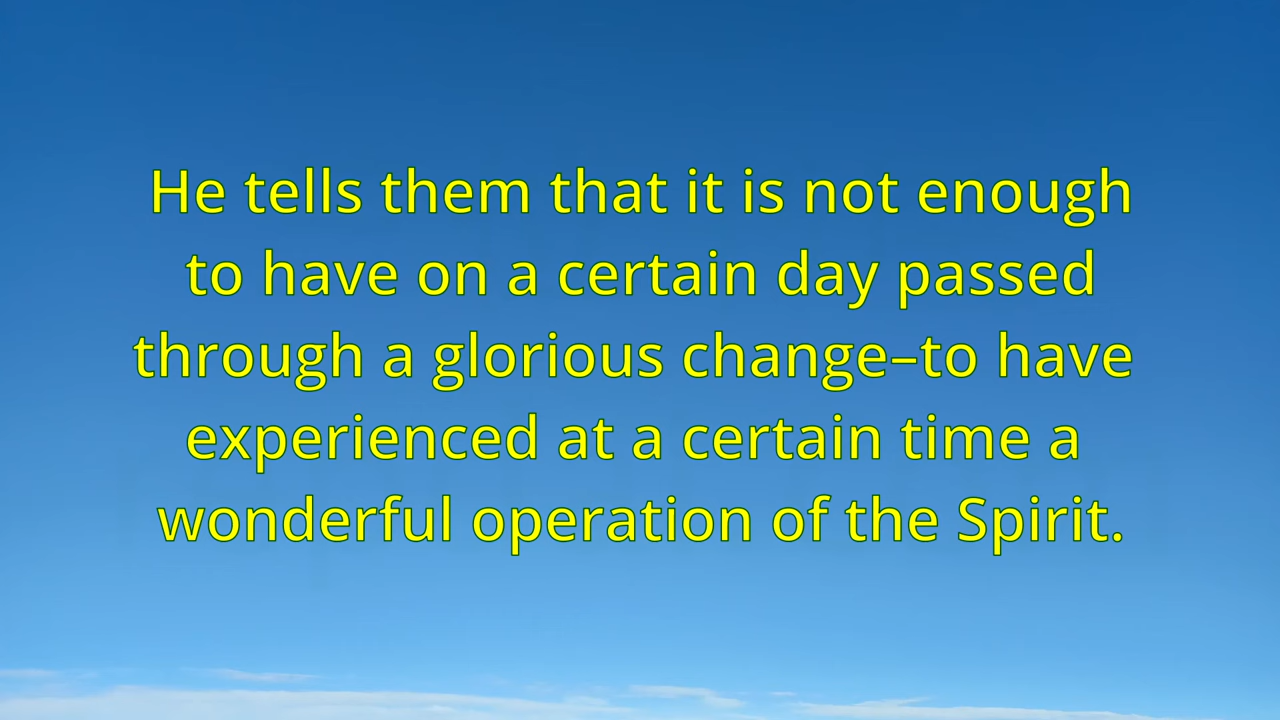 He tells them that it is not enough
to have on a certain day passed
through a glorious change–to have
experienced at a certain time a
wonderful operation of the Spirit.